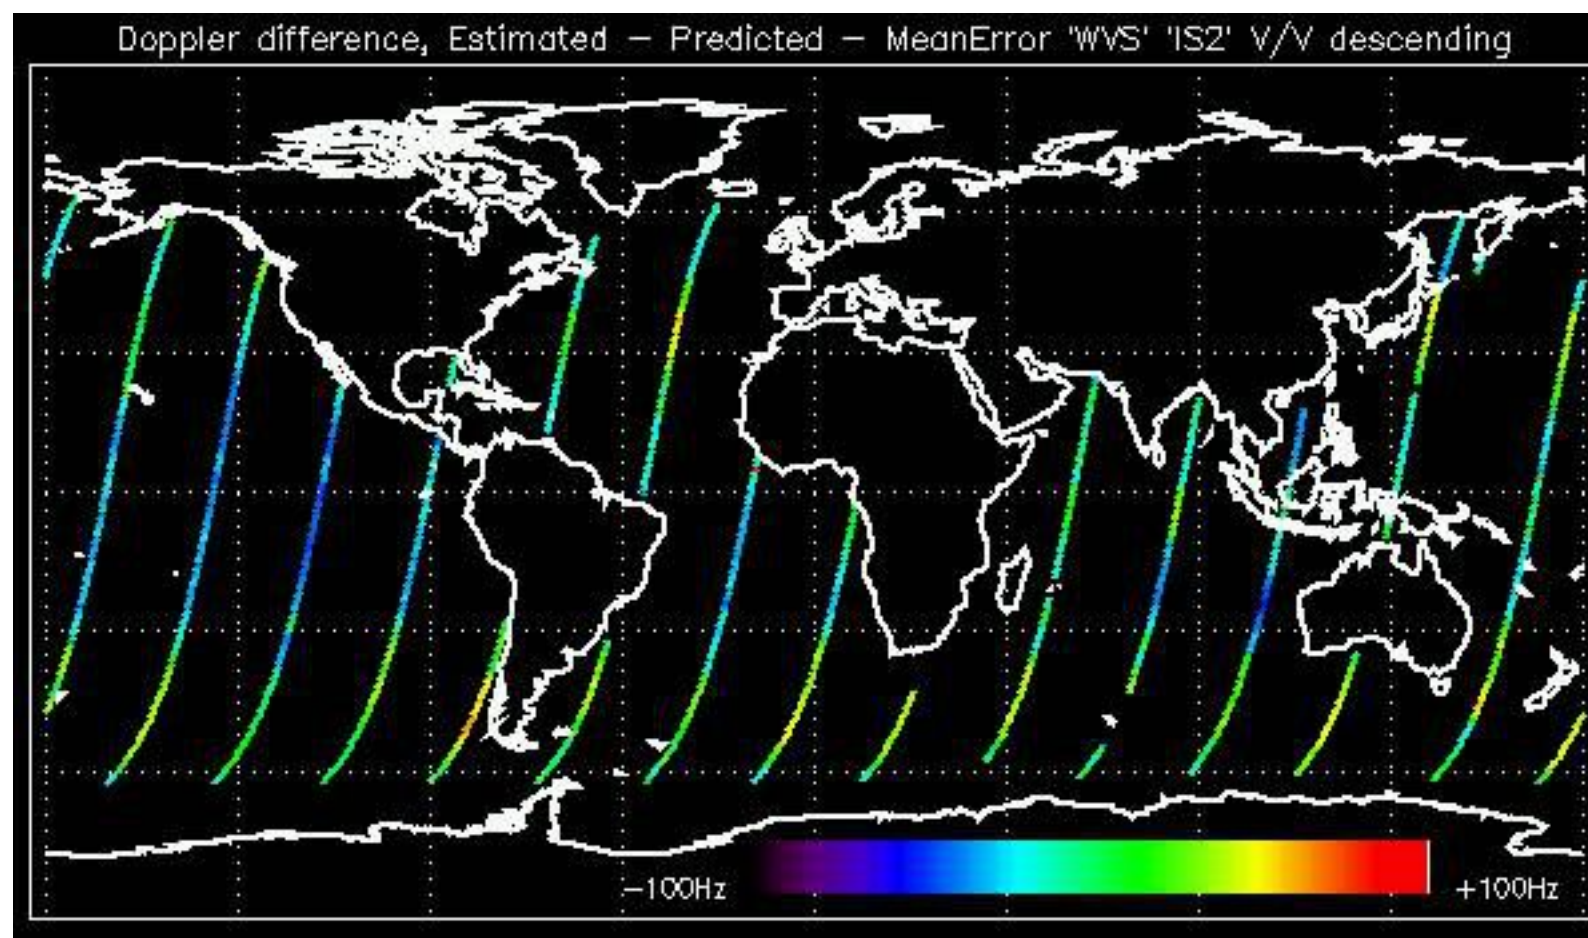 Doppler difference, Estimated – Predicted – MeanError 'WVS' 'IS2' V/V descending
–100Hz
+100Hz